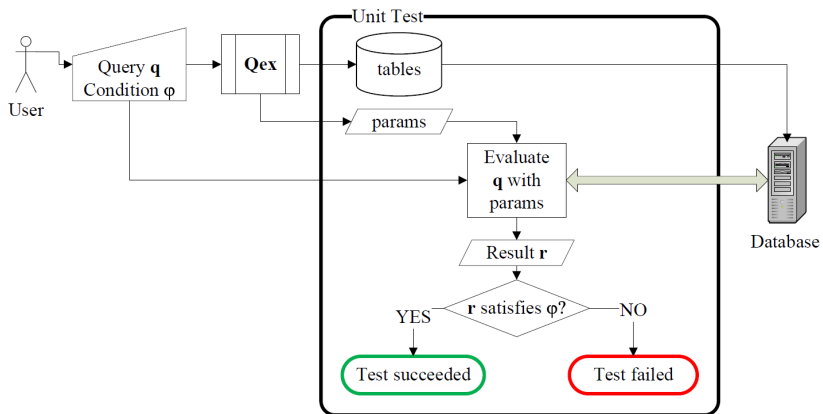 Unit Test
User
Query q
Condition φ
Qex
tables
params
Evaluate
q with
params
Database
Result r
r satisfies φ?
YES
NO
Test succeeded
Test failed